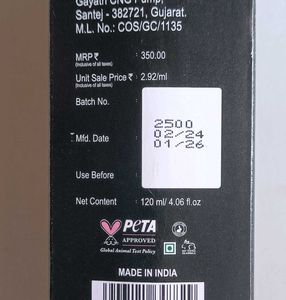 Gayatri CNG Pump,
Santej - 382721, Gujarat.
M.L. No.: COS/GC/1135
MRP ₹ : 350.00
(Inclusive of all taxes)
Unit Sale Price ₹ : 2.92/ml
(Inclusive of all taxes)
Batch No.
2500
Mfd. Date : 02/24
01/26
Use Before
Net Content : 120 ml/ 4.06 fl.oz
PeTA
APPROVED
Global Animal Test Policy
MADE IN INDIA